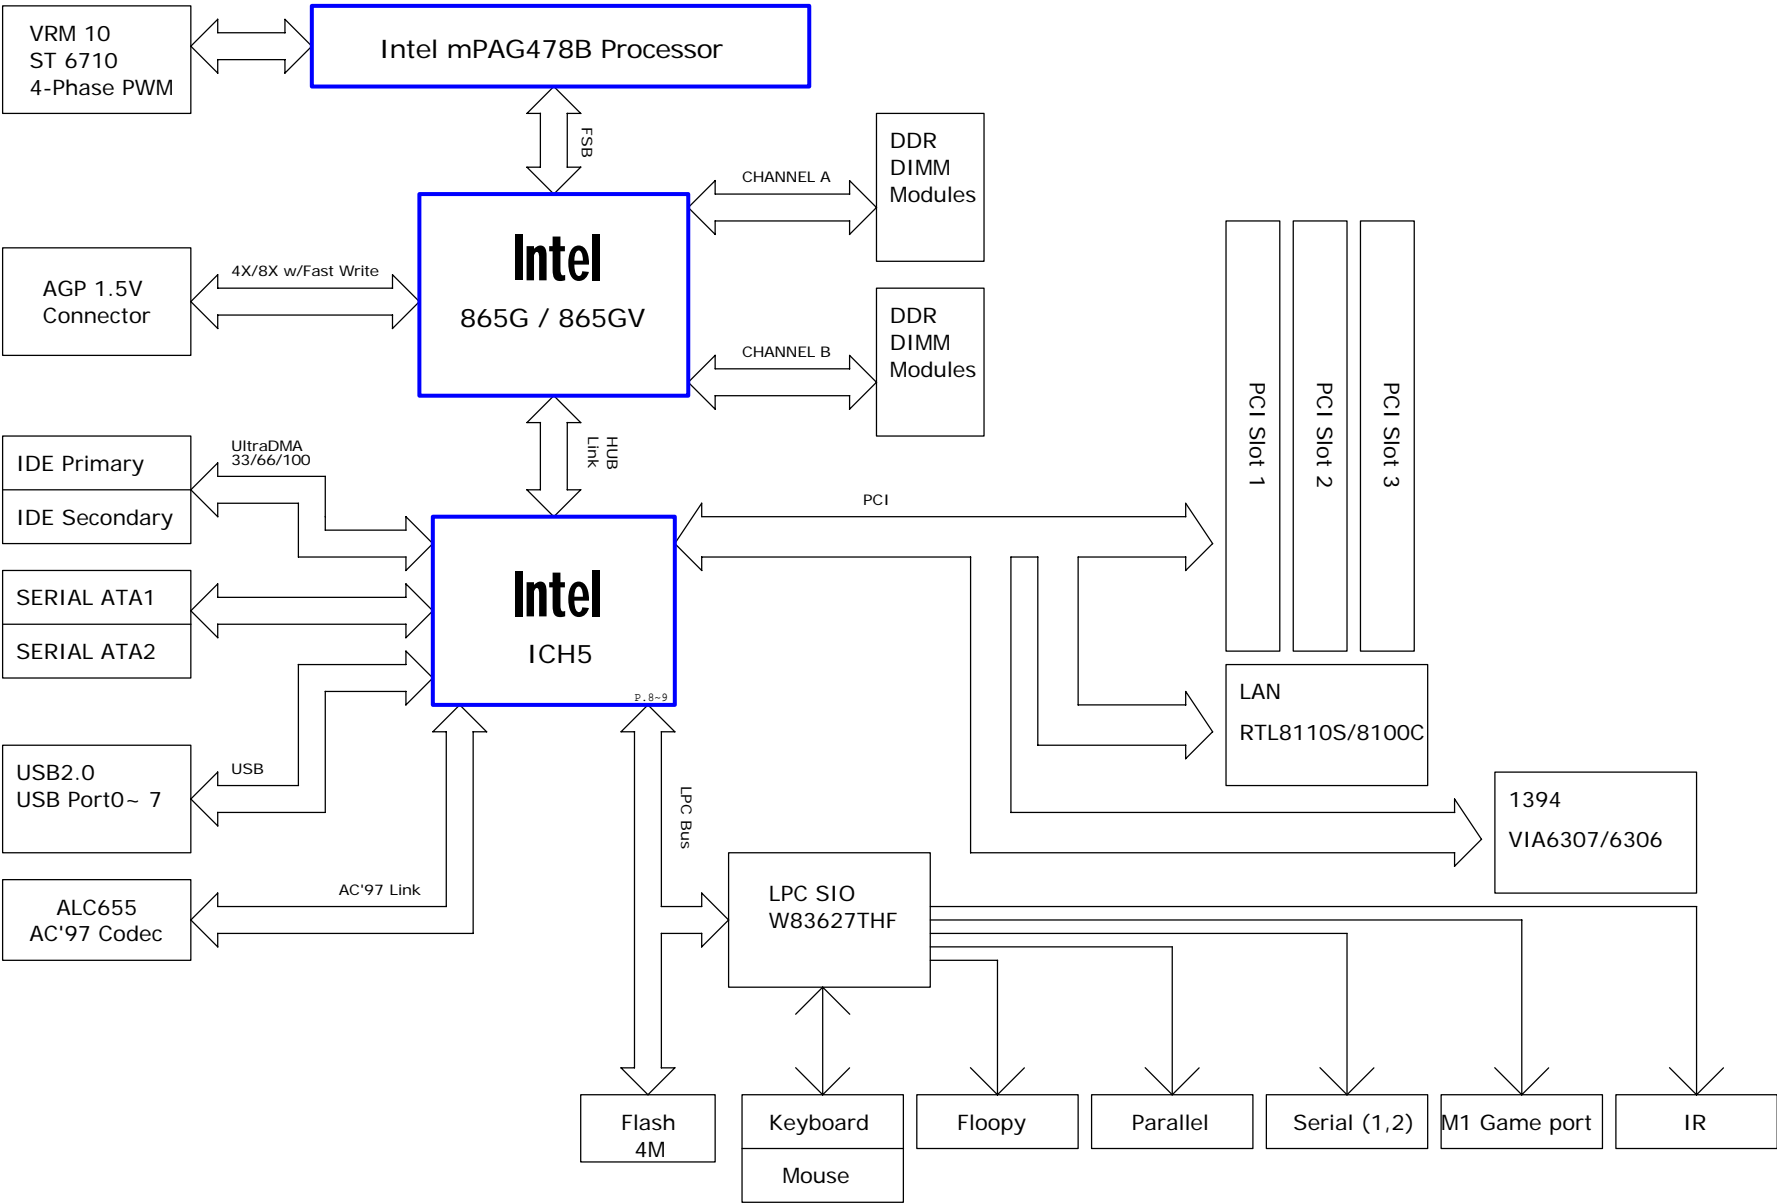 VRM 10
ST 6710
4-Phase PWM
Intel mPAG478B Processor
FSB
DDR
DIMM
Modules
CHANNEL A
Intel
865G / 865GV
AGP 1.5V
Connector
4X/8X w/Fast Write
DDR
DIMM
Modules
CHANNEL B
HUB
Link
PCI Slot 1
PCI Slot 2
PCI Slot 3
IDE Primary
IDE Secondary
UltraDMA
33/66/100
PCI
SERIAL ATA1
SERIAL ATA2
Intel
ICH5
P.8~9
LAN
RTL8110S/8100C
USB2.0
USB Port0~ 7
USB
LPC Bus
1394
VIA6307/6306
ALC655
AC'97 Codec
AC'97 Link
LPC SIO
W83627THF
Flash
4M
Keyboard
Mouse
Floopy
Parallel
Serial (1,2)
M1 Game port
IR